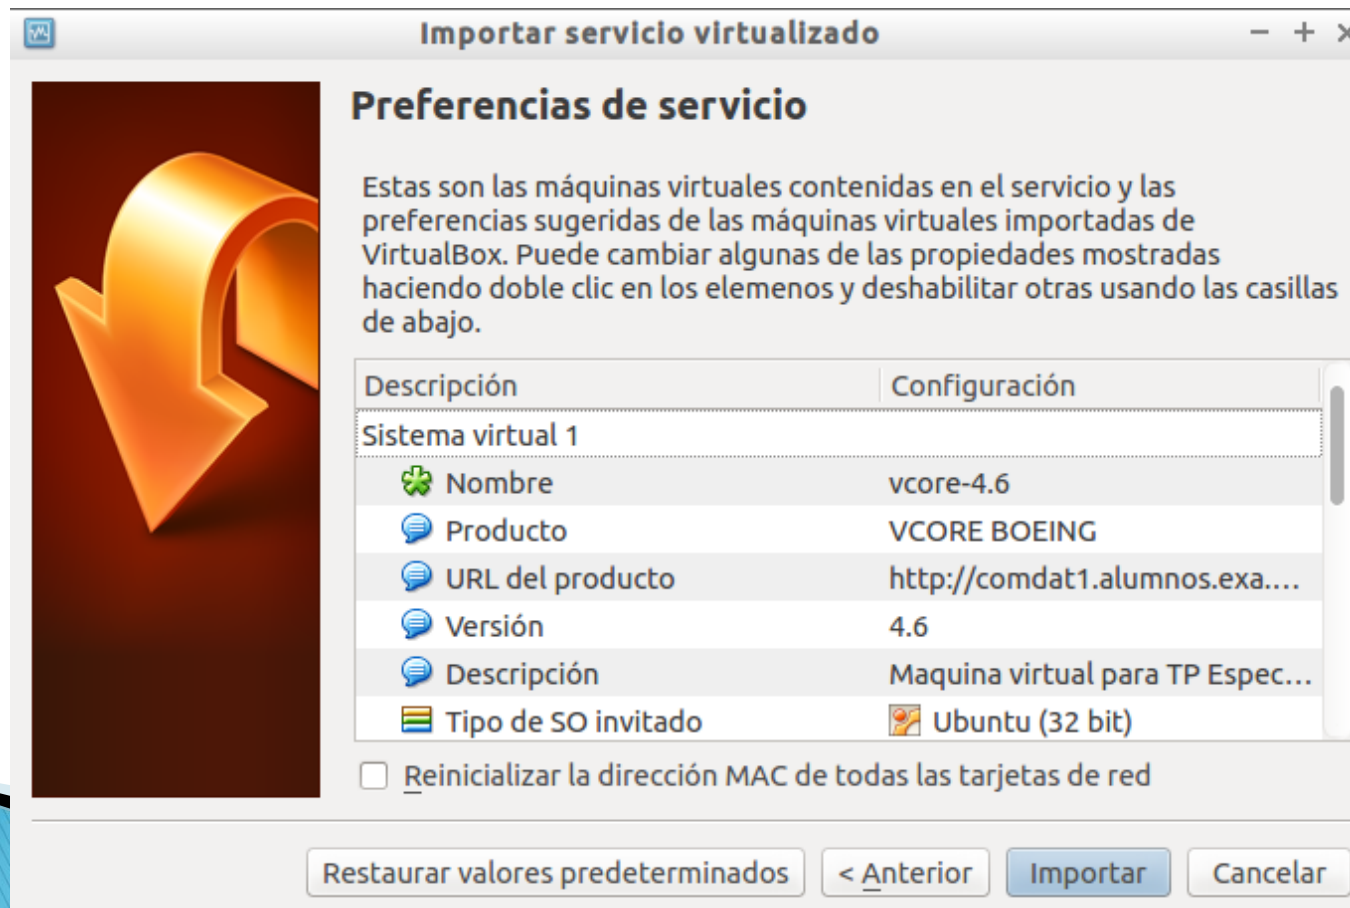 Importar servicio virtualizado
Preferencias de servicio
Estas son las máquinas virtuales contenidas en el servicio y las
preferencias sugeridas de las máquinas virtuales importadas de
VirtualBox. Puede cambiar algunas de las propiedades mostradas
haciendo doble clic en los elemenos y deshabilitar otras usando las casillas
de abajo.
Descripción Configuración
Sistema virtual 1
Nombre vcore-4.6
Producto VCORE BOEING
URL del producto http://comdat1.alumnos.exa....
Versión 4.6
Descripción Maquina virtual para TP Espec...
Tipo de SO invitado Ubuntu (32 bit)
Reinicializar la dirección MAC de todas las tarjetas de red
Restaurar valores predeterminados < Anterior Importar Cancelar